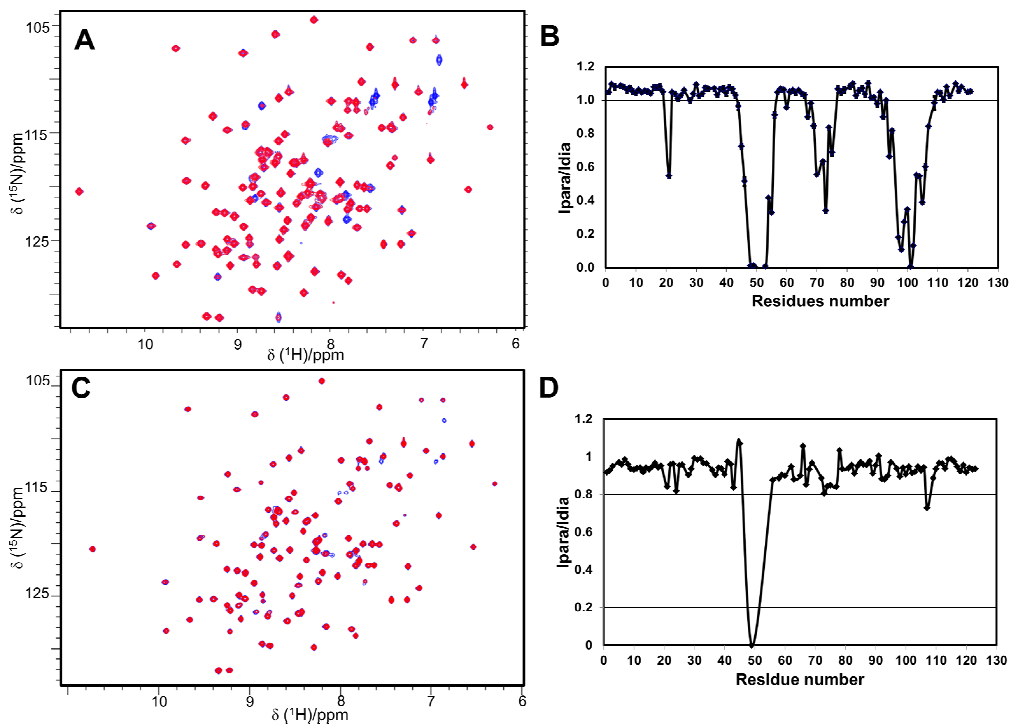 A
105
115
125
δ (¹⁵N)/ppm
10 9 8 7 6
δ (¹H)/ppm
B
1.2
1.0
0.8
0.6
0.4
0.2
0.0
Ipara/Idia
0 10 20 30 40 50 60 70 80 90 100 110 120 130
Residues number
C
105
115
125
δ (¹⁵N)/ppm
10 9 8 7 6
δ (¹H)/ppm
D
1.2
1
0.8
0.6
0.4
0.2
0
Ipara/Idia
0 10 20 30 40 50 60 70 80 90 100 110 120 130
Residue number